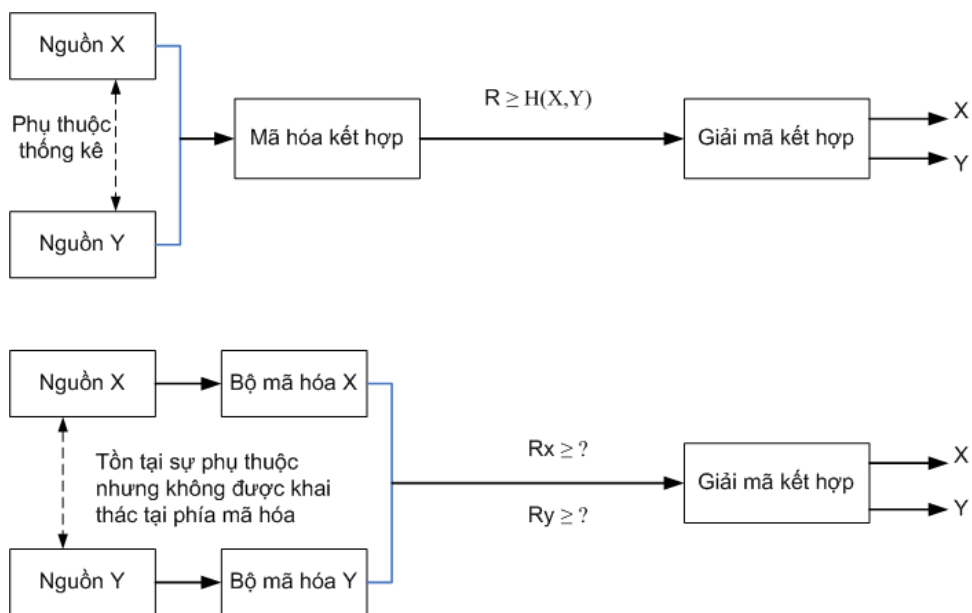 Nguồn X
Phụ thuộc
thống kê
Nguồn Y
Mã hóa kết hợp
R ≥ H(X,Y)
Giải mã kết hợp
X
Y
Nguồn X
Bộ mã hóa X
Tồn tại sự phụ thuộc
nhưng không được khai
thác tại phía mã hóa
Nguồn Y
Bộ mã hóa Y
Rx ≥ ?
Ry ≥ ?
Giải mã kết hợp
X
Y